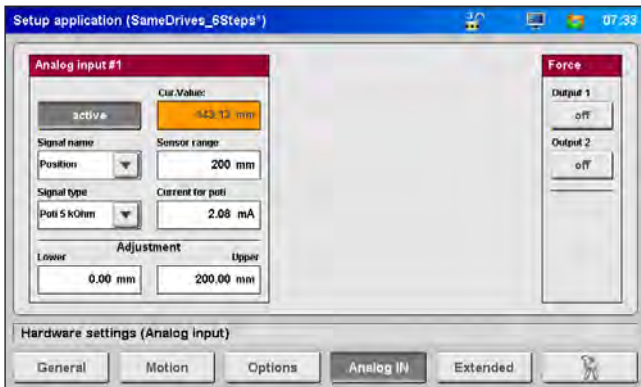 Setup application (SameDrives_6Steps*)
07:33
Analog input #1
Force
Cur.Value:
Output 1
active
mm
off
Signal name
Sensor range
Output 2
Position
200 mm
off
Signal type
Current for poti
Poti 5 kOhm
2.08 mA
Adjustment
Lower
Upper
0.00 mm
200.00 mm
Hardware settings (Analog input)
General
Motion
Options
Analog IN
Extended